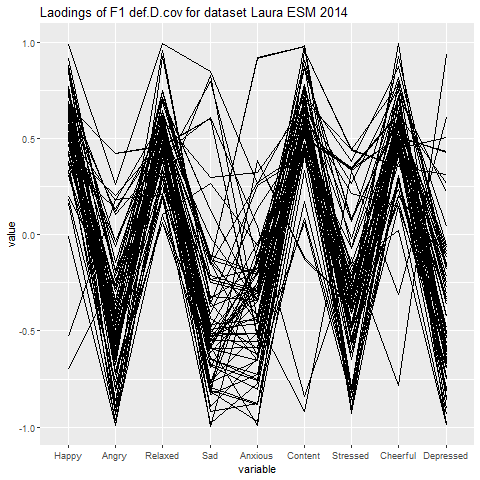 Laodings of F1 def.D.cov for dataset Laura ESM 2014
1.0
0.5
0.0
-0.5
-1.0
value
Happy Angry Relaxed Sad Anxious Content Stressed Cheerful Depressed
variable